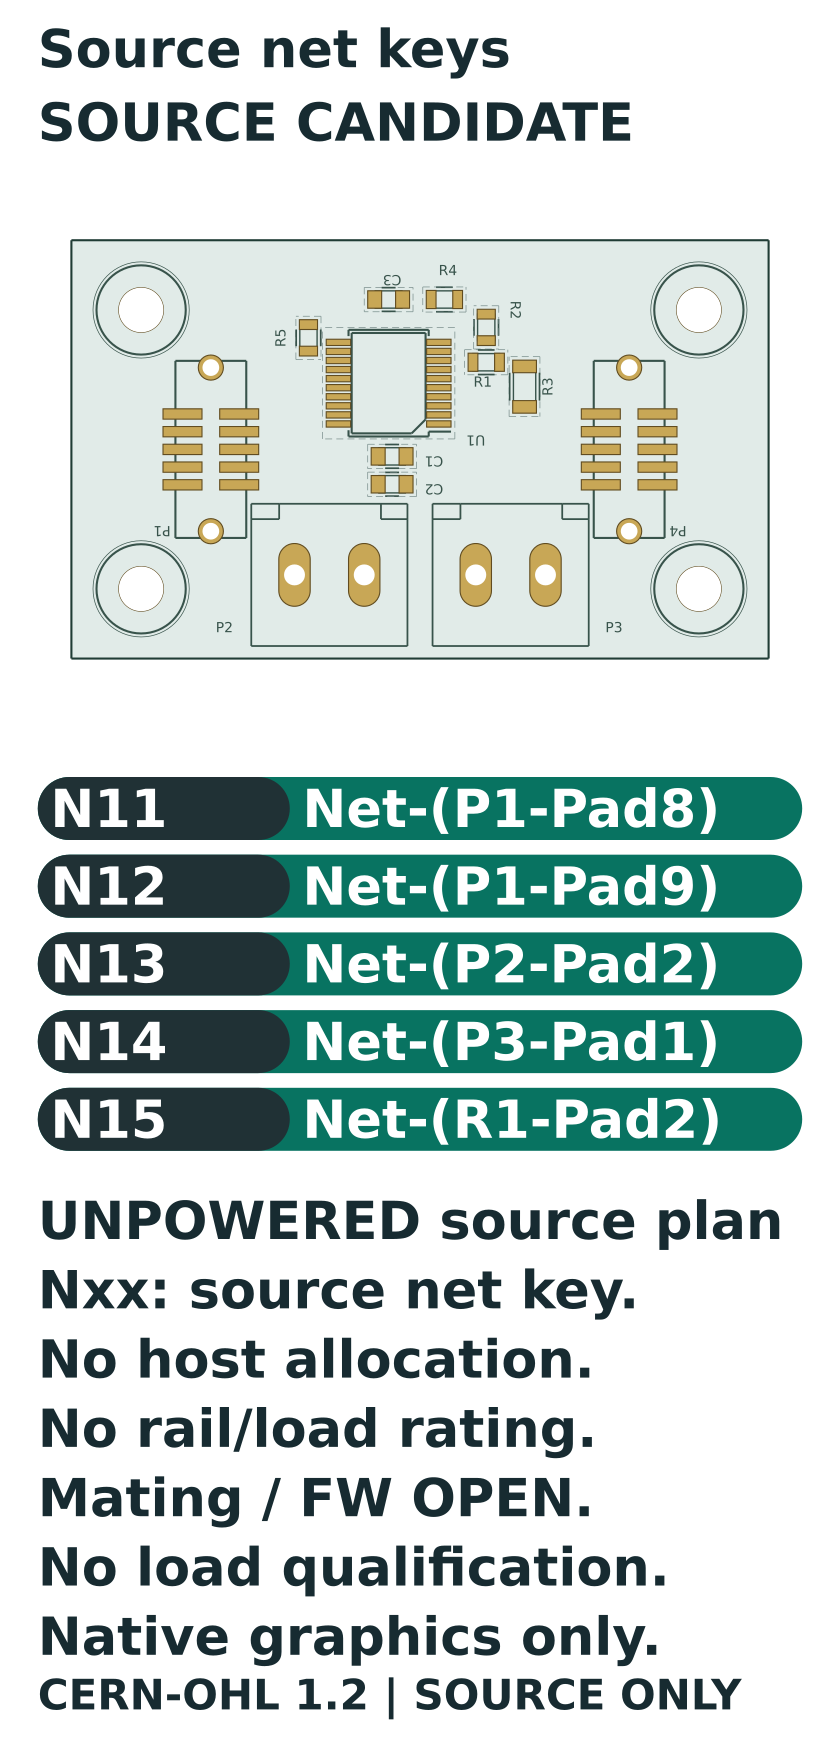 Source net keys
SOURCE CANDIDATE
C3
R4
R2
R5
R1
R3
U1
C1
C2
P1
P4
P2
P3
N11 Net-(P1-Pad8)
N12 Net-(P1-Pad9)
N13 Net-(P2-Pad2)
N14 Net-(P3-Pad1)
N15 Net-(R1-Pad2)
UNPOWERED source plan
Nxx: source net key.
No host allocation.
No rail/load rating.
Mating / FW OPEN.
No load qualification.
Native graphics only.
CERN-OHL 1.2 | SOURCE ONLY